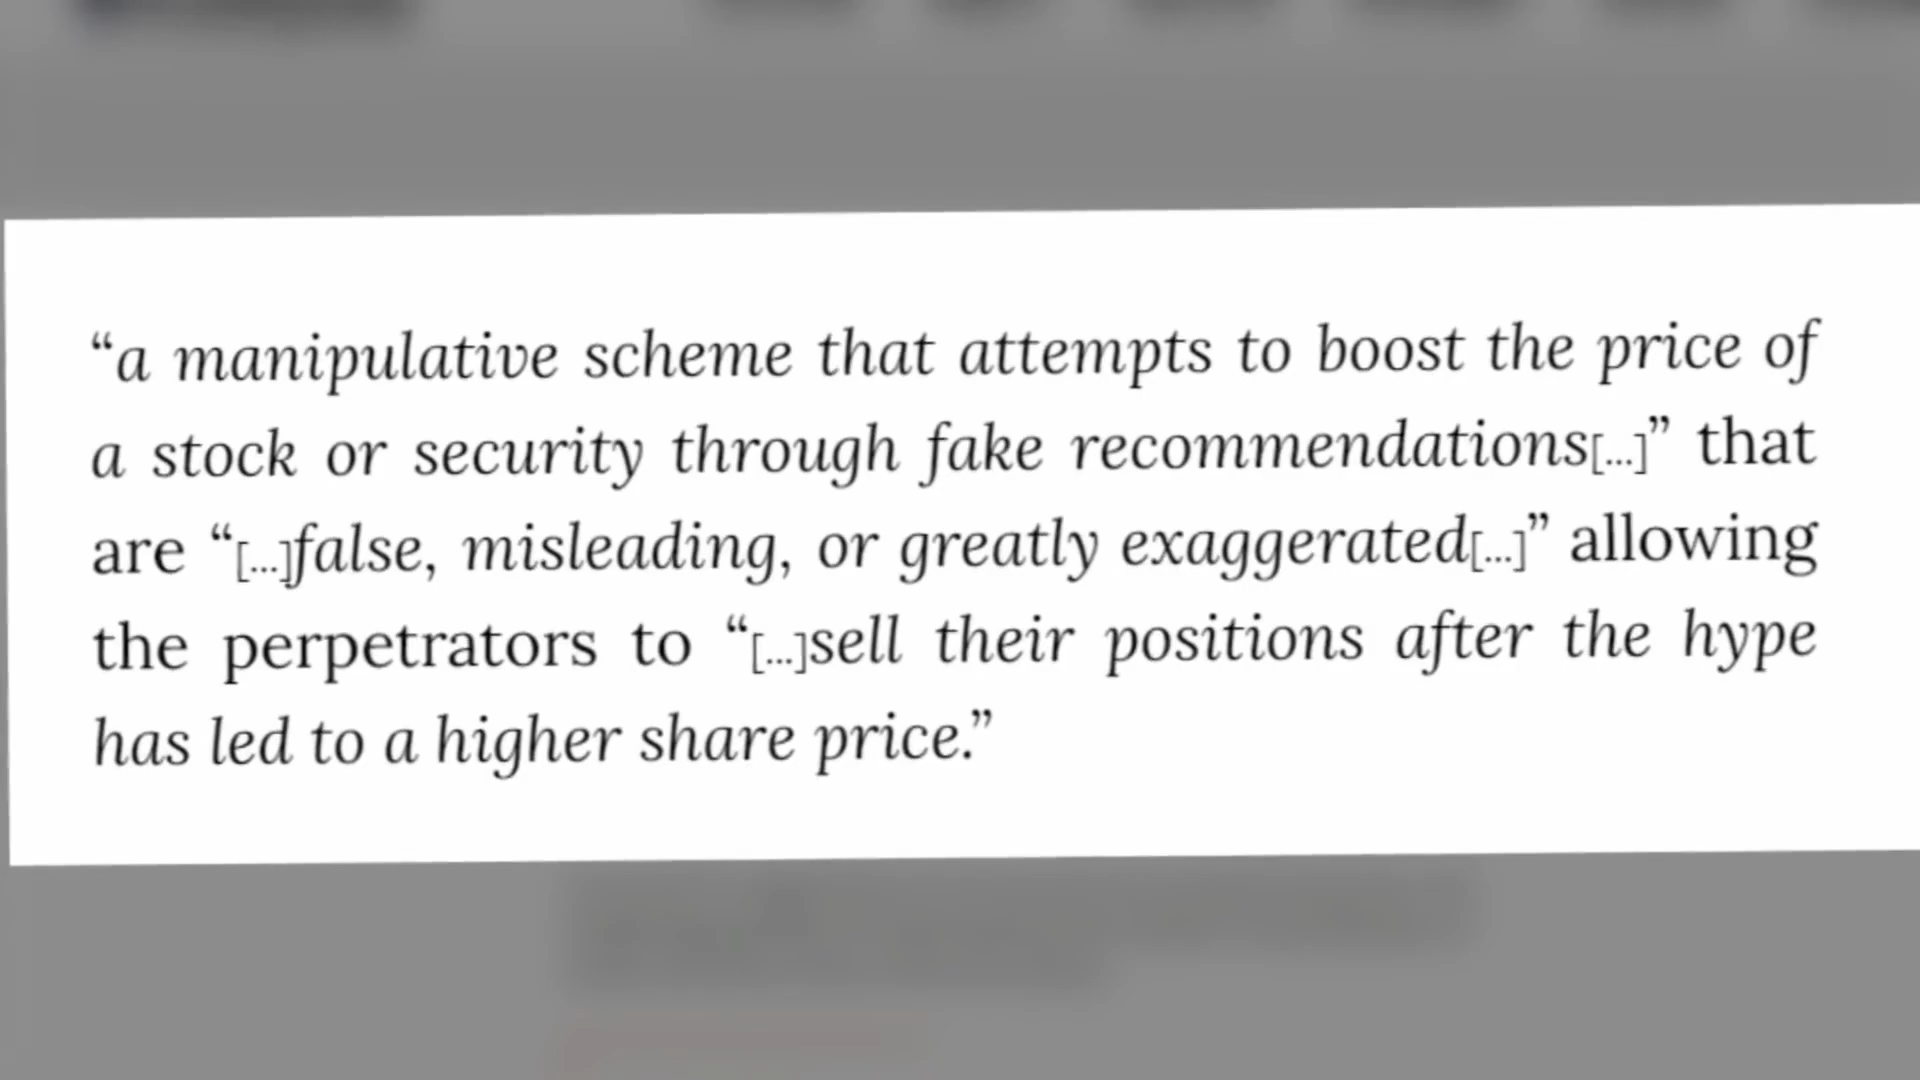 “a manipulative scheme that attempts to boost the price of
a stock or security through fake recommendations[...]” that
are “[...]false, misleading, or greatly exaggerated[...]” allowing
the perpetrators to “[...]sell their positions after the hype
has led to a higher share price.”